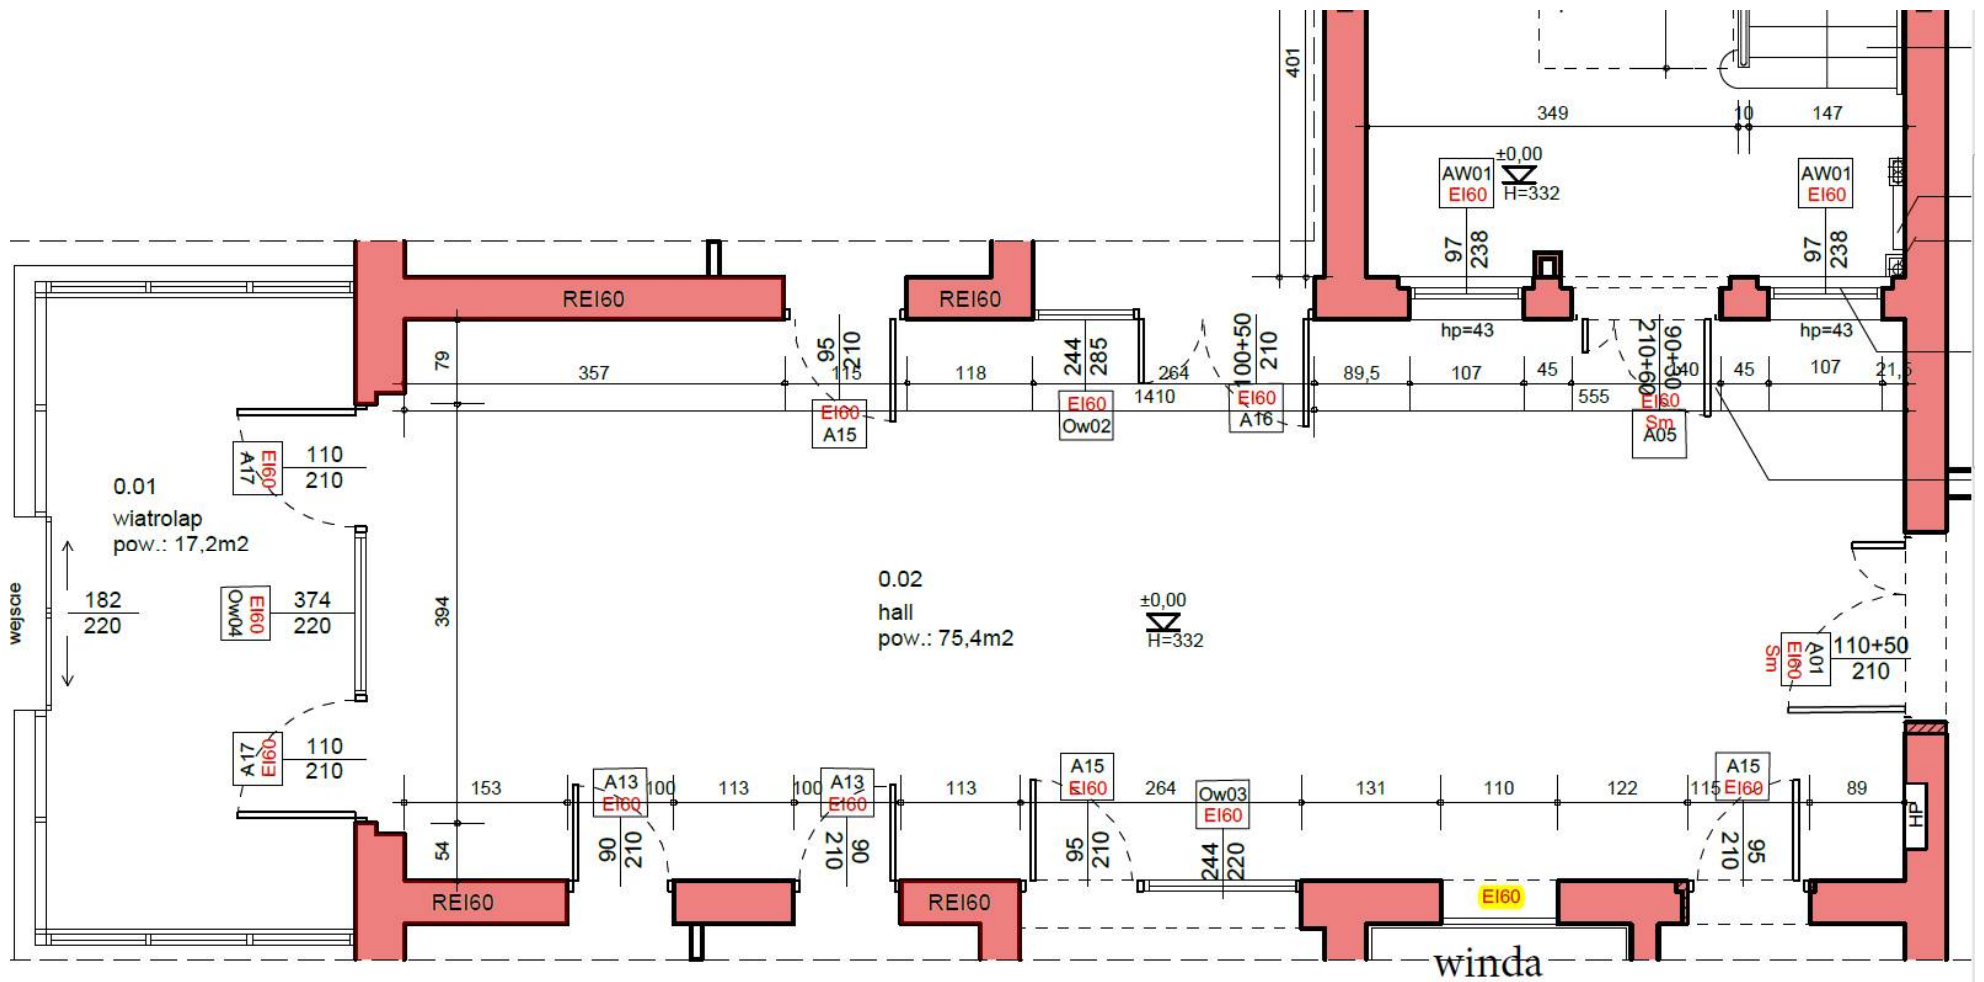 401
349
10
147
AW01
EI60
±0,00
H=332
97
238
AW01
EI60
97
238
REI60
REI60
hp=43
hp=43
79
357
95
210
115
118
244
285
264
100+50
210
89,5
107
45
210+60
90+30
140
45
107
21,5
1410
555
EI60
A15
EI60
Ow02
EI60
A16
EI60
Sm
A05
A17
EI60
110
210
0.01
wiatrolap
pow.: 17,2m2
wejscie
182
220
Ow04
EI60
374
220
394
0.02
hall
pow.: 75,4m2
±0,00
H=332
Sm
EI60
A01
110+50
210
A17
EI60
110
210
153
A13
EI60
100
113
100
A13
EI60
113
A15
EI60
264
Ow03
EI60
131
110
122
115
A15
EI60
89
HP
54
90
210
210
90
95
210
244
220
210
95
REI60
REI60
EI60
winda